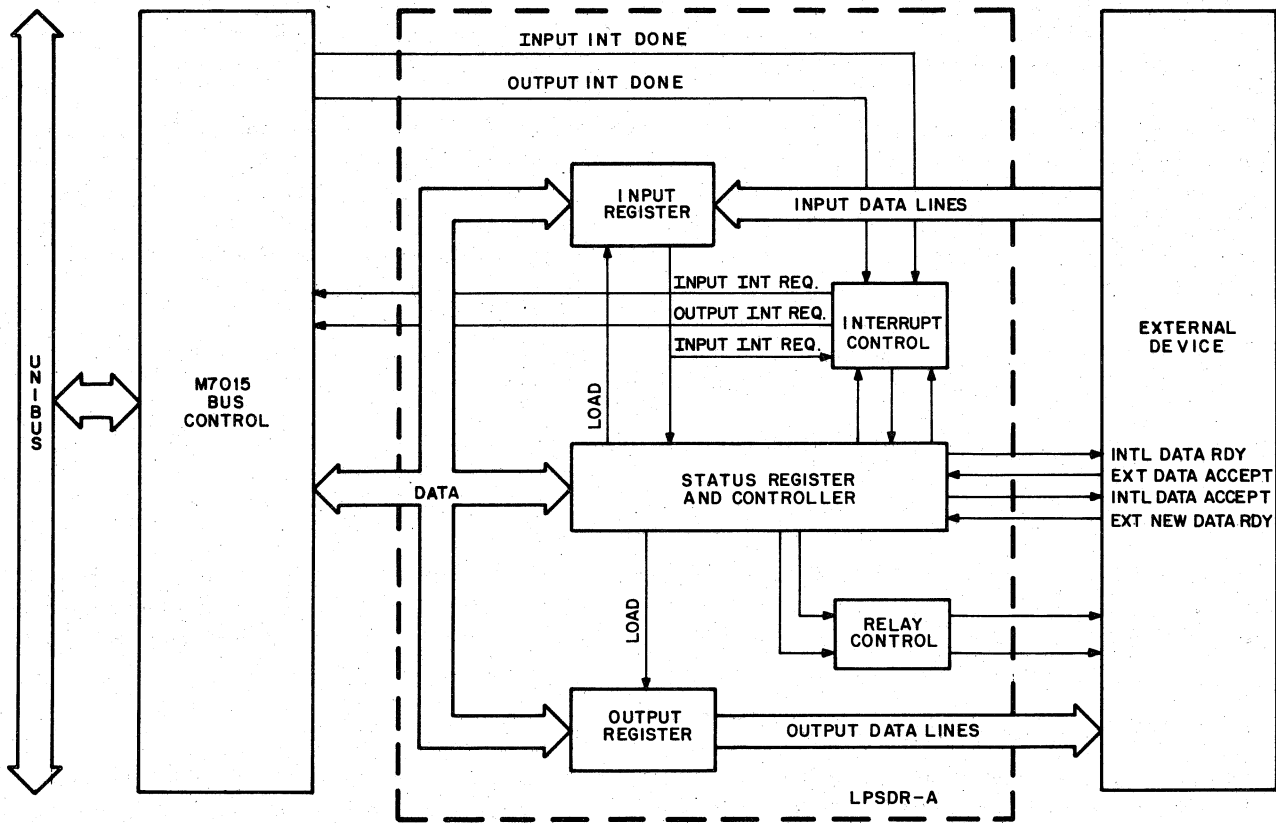 INPUT INT DONE
OUTPUT INT DONE
INPUT
REGISTER
INPUT DATA LINES
INPUT INT REQ.
OUTPUT INT REQ.
INPUT INT REQ.
INTERRUPT
CONTROL
EXTERNAL
DEVICE
UNIBUS
M7015
BUS
CONTROL
LOAD
STATUS REGISTER
AND CONTROLLER
DATA
INTL DATA RDY
EXT DATA ACCEPT
INTL DATA ACCEPT
EXT NEW DATA RDY
LOAD
RELAY
CONTROL
OUTPUT
REGISTER
OUTPUT DATA LINES
LPSDR-A